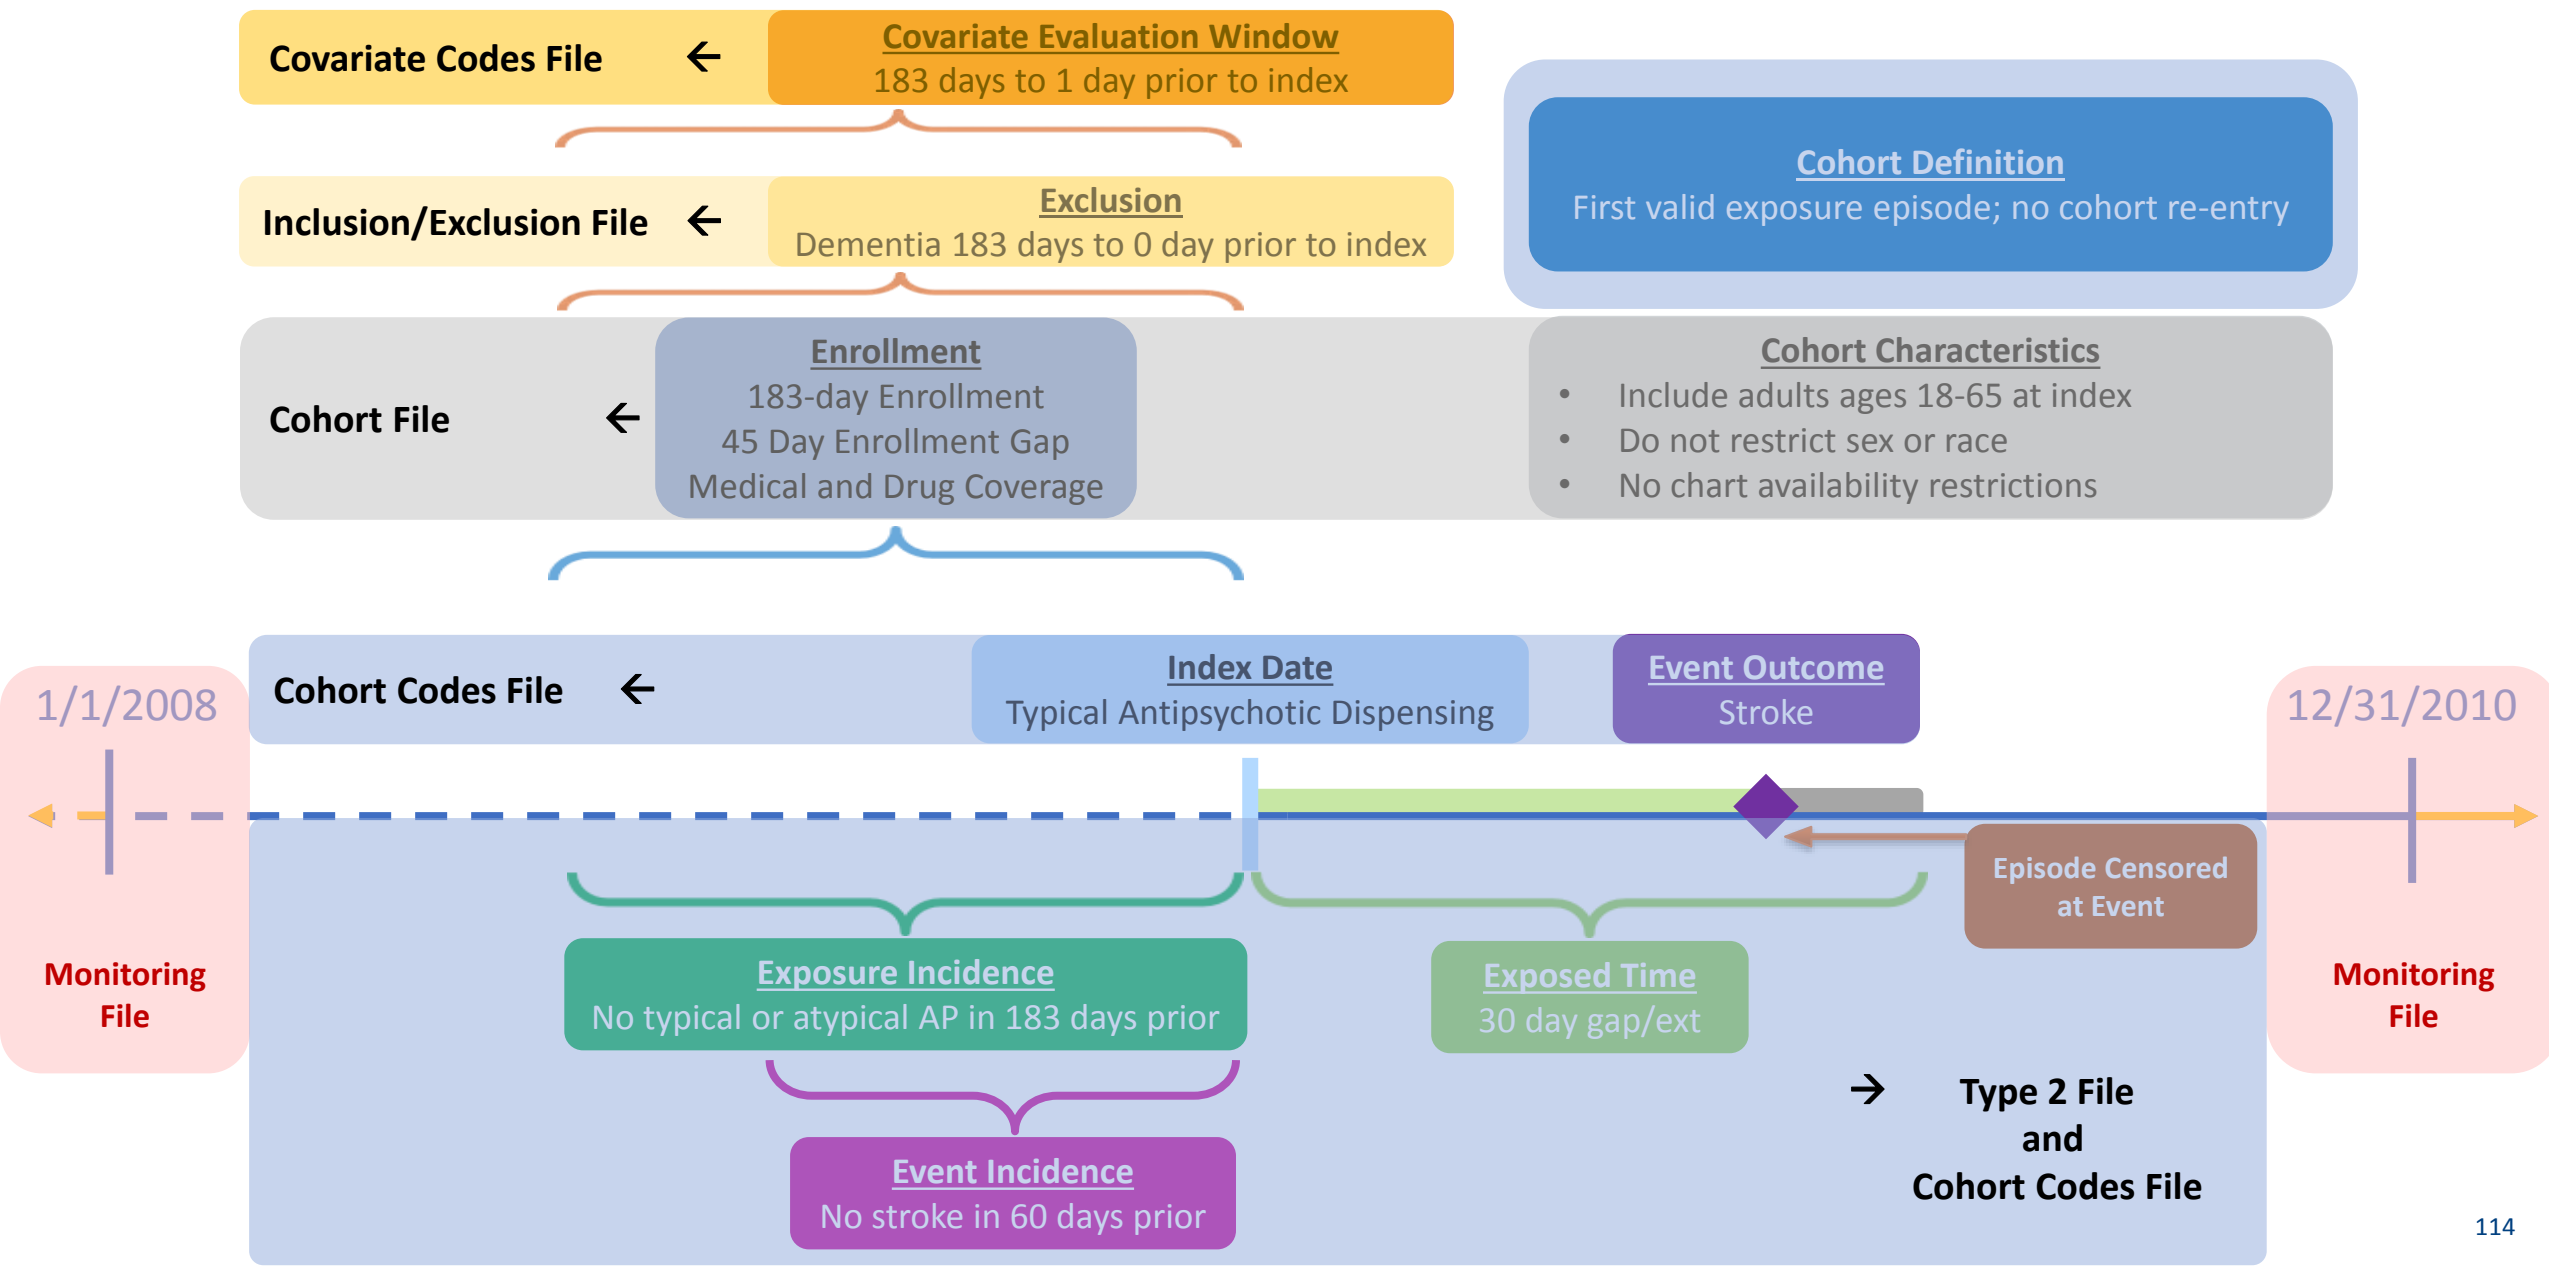 Covariate Codes File ←
Covariate Evaluation Window
183 days to 1 day prior to index
Inclusion/Exclusion File ←
Exclusion
Dementia 183 days to 0 day prior to index
Cohort Definition
First valid exposure episode; no cohort re-entry
Cohort File ←
Enrollment
183-day Enrollment
45 Day Enrollment Gap
Medical and Drug Coverage
Cohort Characteristics
• Include adults ages 18-65 at index
• Do not restrict sex or race
• No chart availability restrictions
1/1/2008
Cohort Codes File ←
Index Date
Typical Antipsychotic Dispensing
Event Outcome
Stroke
12/31/2010
Episode Censored
at Event
Monitoring
File
Exposure Incidence
No typical or atypical AP in 183 days prior
Exposed Time
30 day gap/ext
Monitoring
File
Event Incidence
No stroke in 60 days prior
→ Type 2 File
and
Cohort Codes File
114